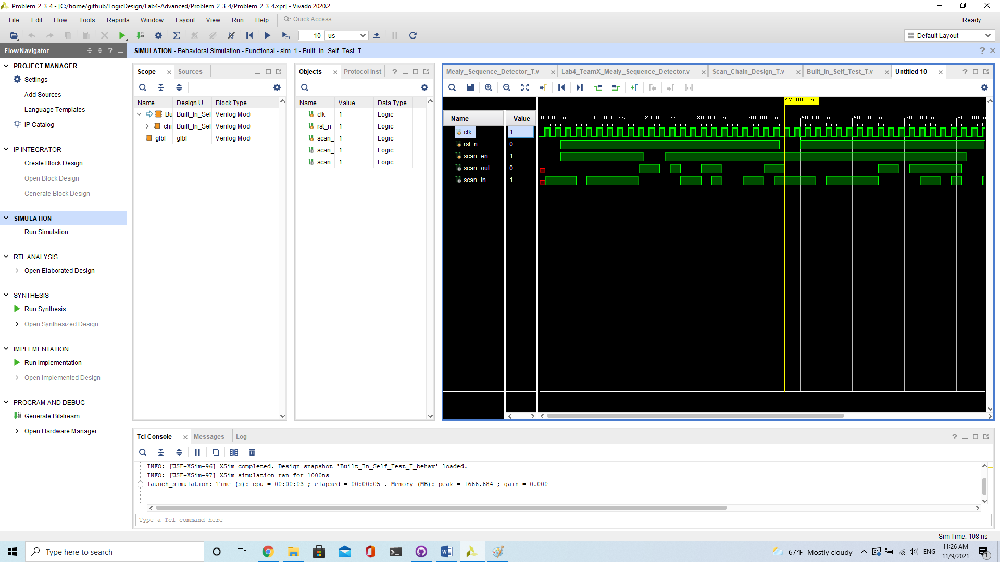 Problem_2_3_4 - [C:/home/github/LogicDesign/Lab4-Advanced/Problem_2_3_4/Problem_2_3_4.xpr] - Vivado 2020.2
File Edit Flow Tools Reports Window Layout View Run Help Quick Access Ready
10 us Default Layout
Flow Navigator
SIMULATION - Behavioral Simulation - Functional - sim_1 - Built_In_Self_Test_T
PROJECT MANAGER
Settings
Add Sources
Language Templates
IP Catalog
IP INTEGRATOR
Create Block Design
Open Block Design
Generate Block Design
SIMULATION
Run Simulation
RTL ANALYSIS
Open Elaborated Design
SYNTHESIS
Run Synthesis
Open Synthesized Design
IMPLEMENTATION
Run Implementation
Open Implemented Design
PROGRAM AND DEBUG
Generate Bitstream
Open Hardware Manager
Scope Sources
Name Design U... Block Type
Bu Built_In_Sel Verilog Mod
chi Built_In_Sel Verilog Mod
glbl glbl Verilog Mod
Objects Protocol Inst
Name Value Data Type
clk 1 Logic
rst_n 1 Logic
scan_ 1 Logic
scan_ 1 Logic
scan_ 1 Logic
Mealy_Sequence_Detector_T.v Lab4_TeamX_Mealy_Sequence_Detector.v Scan_Chain_Design_T.v Built_In_Self_Test_T.v Untitled 10
47.000 ns
Name Value
0.000 ns 10.000 ns 20.000 ns 30.000 ns 40.000 ns 50.000 ns 60.000 ns 70.000 ns 80.000 n
clk 1
rst_n 0
scan_en 1
scan_out 0
scan_in 1
Tcl Console Messages Log
INFO: [USF-XSim-96] XSim completed. Design snapshot 'Built_In_Self_Test_T_behav' loaded.
INFO: [USF-XSim-97] XSim simulation ran for 1000ns
launch_simulation: Time (s): cpu = 00:00:03 ; elapsed = 00:00:05 . Memory (MB): peak = 1666.684 ; gain = 0.000
Type a Tcl command here
Sim Time: 108 ns
Type here to search
67°F Mostly cloudy
ENG
11:26 AM
11/9/2021
1